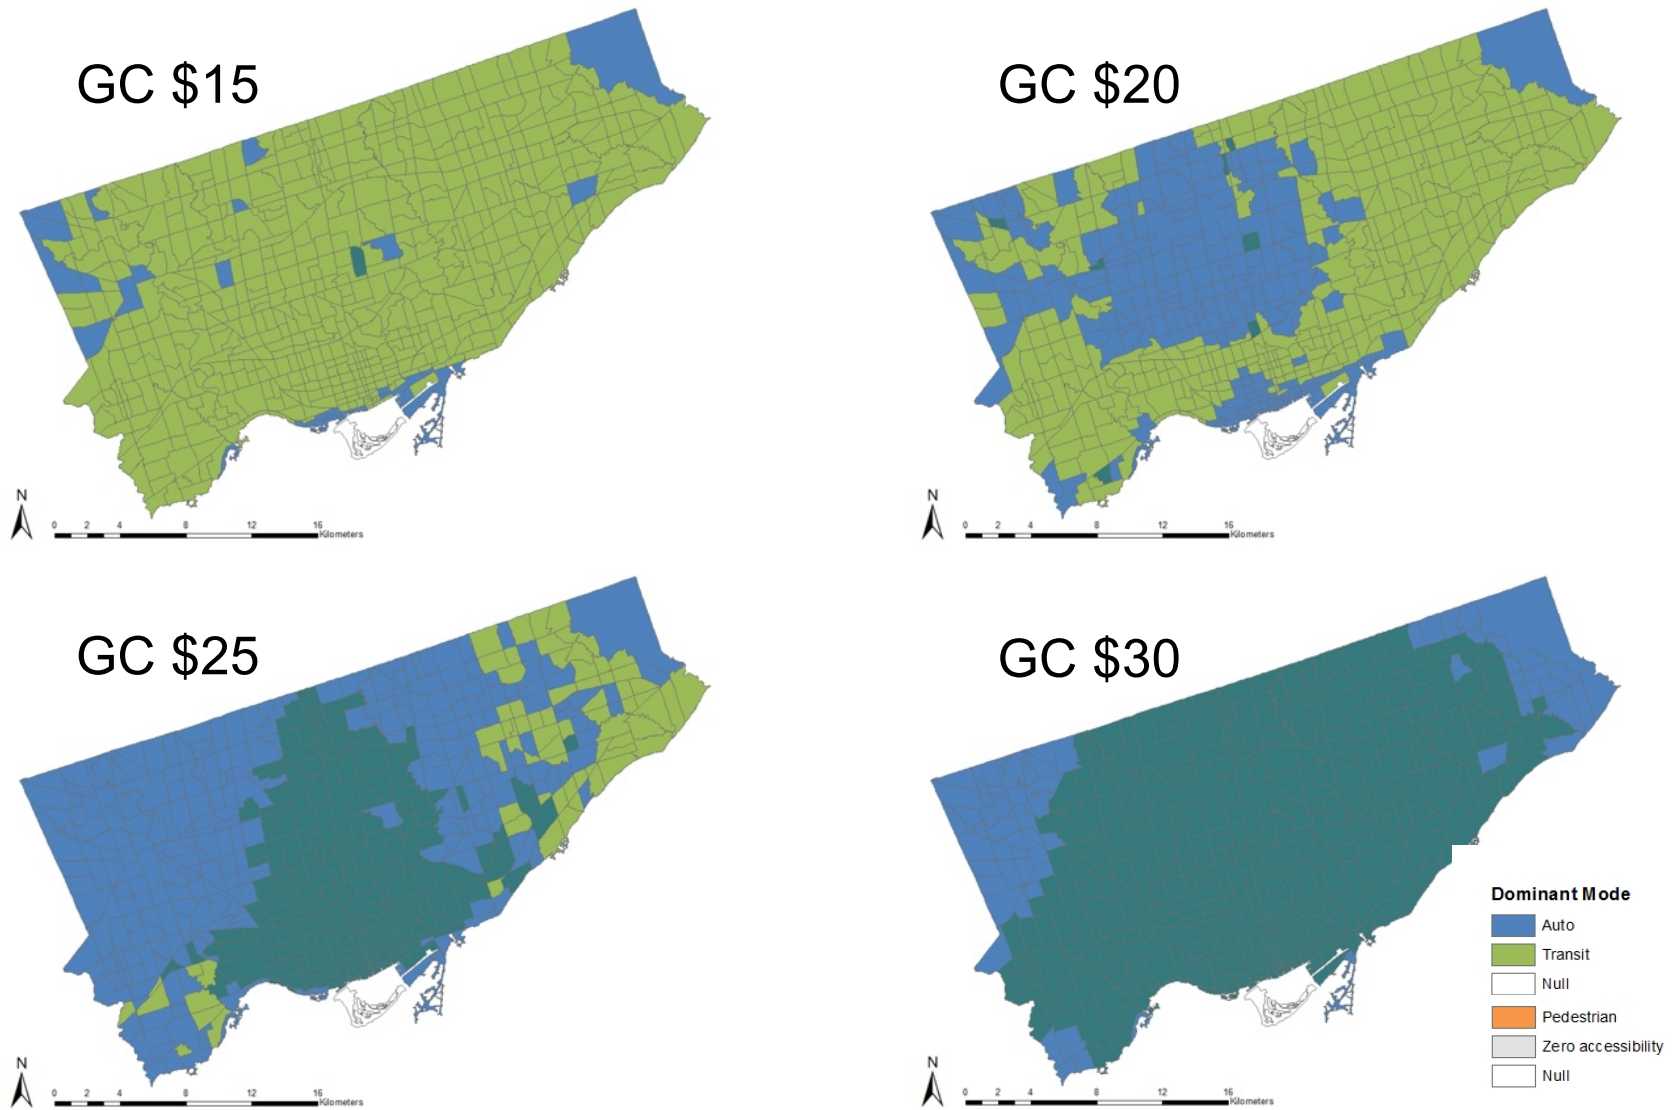 GC $15
N
0 2 4 8 12 16
Kilometers
GC $20
N
0 2 4 8 12 16
Kilometers
GC $25
N
0 2 4 8 12 16
Kilometers
GC $30
N
0 2 4 8 12 16
Kilometers
Dominant Mode
Auto
Transit
Null
Pedestrian
Zero accessibility
Null